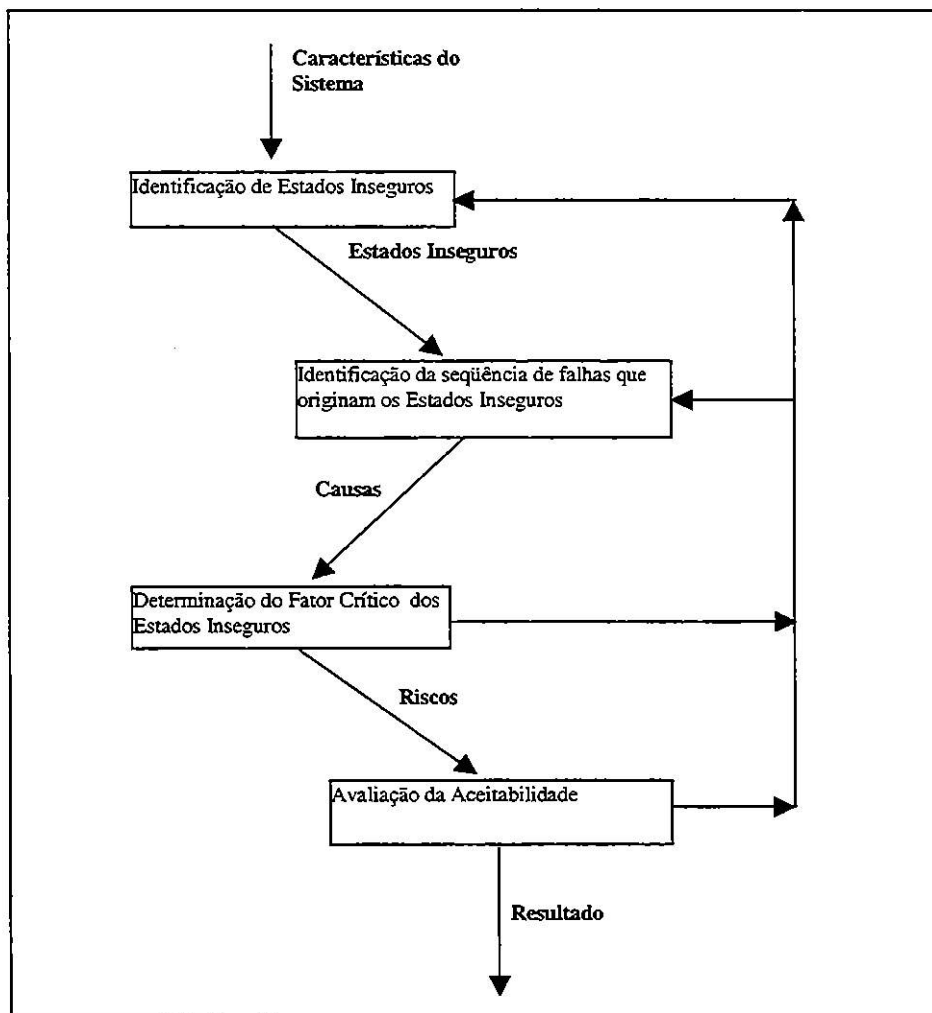 Características do
Sistema
Identificação de Estados Inseguros
Estados Inseguros
Identificação da seqüência de falhas que
originam os Estados Inseguros
Causas
Determinação do Fator Crítico dos
Estados Inseguros
Riscos
Avaliação da Aceitabilidade
Resultado